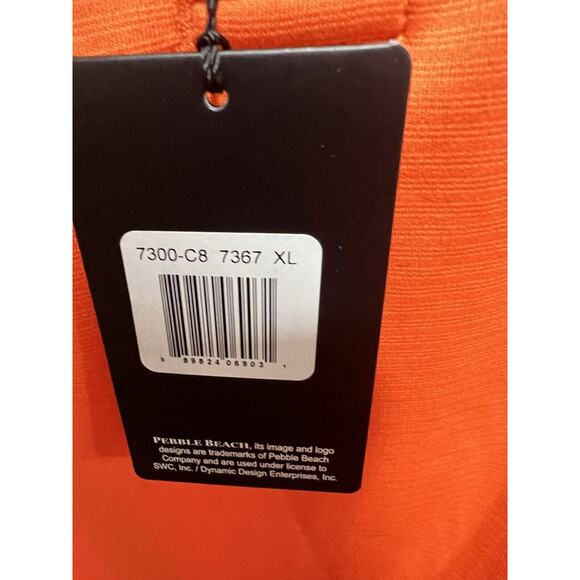 7300-C8 7367 XL
89824 06903 1
PEBBLE BEACH, its image and logo
designs are trademarks of Pebble Beach
Company and are used under license to
SWC, Inc. / Dynamic Design Enterprises, Inc.